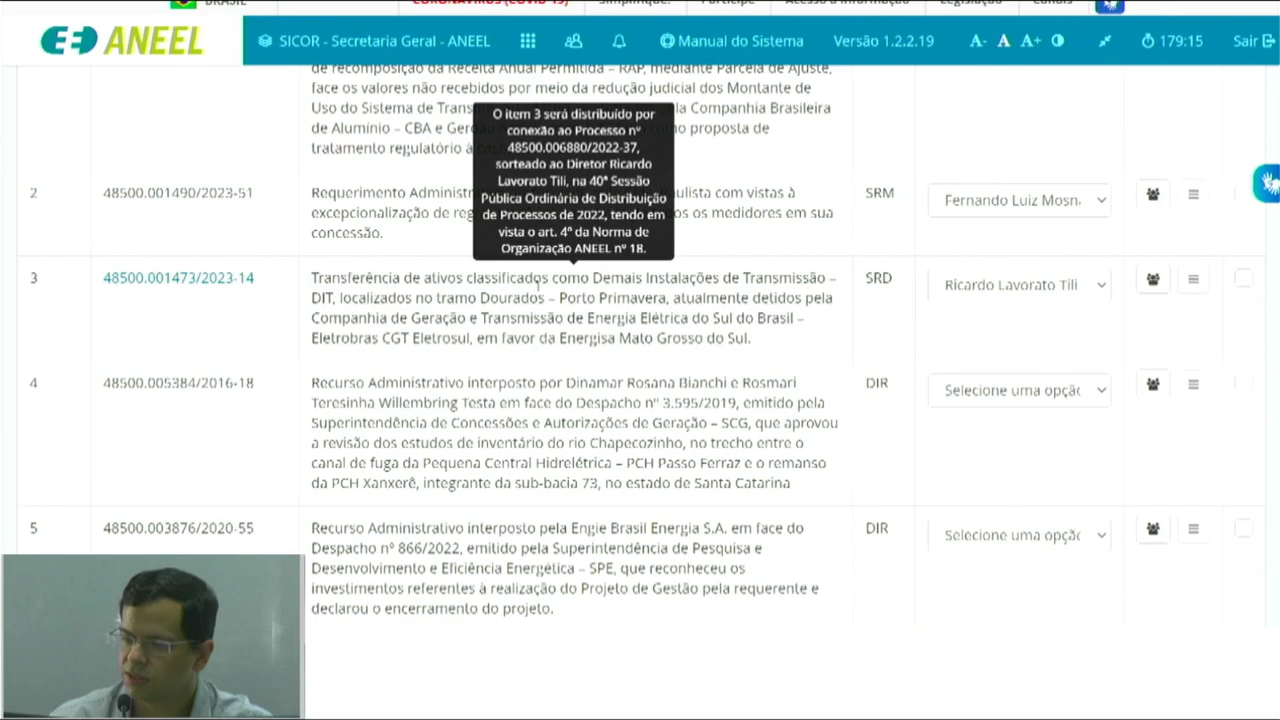 BRASIL
CORONAVÍRUS (COVID-19)
Simplifique!
Participe
Acesso à informação
Legislação
Canais
ANEEL
SICOR - Secretaria Geral - ANEEL
Manual do Sistema
Versão 1.2.2.19
A- A A+
179:15
Sair
de recomposição da Receita Anual Permitida – RAP, mediante Parcela de Ajuste,
face os valores não recebidos por meio da redução judicial dos Montante de
Uso do Sistema de Trans
la Companhia Brasileira
de Alumínio – CBA e Gerd
omo proposta de
tratamento regulatório a
O item 3 será distribuído por
conexão ao Processo nº
48500.006880/2022-37,
sorteado ao Diretor Ricardo
Lavorato Tili, na 40ª Sessão
Pública Ordinária de Distribuição
de Processos de 2022, tendo em
vista o art. 4º da Norma de
Organização ANEEL nº 18.
2
48500.001490/2023-51
Requerimento Administr
aulista com vistas à
excepcionalização de re
os os medidores em sua
concessão.
SRM
Fernando Luiz Mosna
3
48500.001473/2023-14
Transferência de ativos classificados como Demais Instalações de Transmissão –
DIT, localizados no tramo Dourados – Porto Primavera, atualmente detidos pela
Companhia de Geração e Transmissão de Energia Elétrica do Sul do Brasil –
Eletrobras CGT Eletrosul, em favor da Energisa Mato Grosso do Sul.
SRD
Ricardo Lavorato Tili
4
48500.005384/2016-18
Recurso Administrativo interposto por Dinamar Rosana Bianchi e Rosmari
Teresinha Willembring Testa em face do Despacho nº 3.595/2019, emitido pela
Superintendência de Concessões e Autorizações de Geração – SCG, que aprovou
a revisão dos estudos de inventário do rio Chapecozinho, no trecho entre o
canal de fuga da Pequena Central Hidrelétrica – PCH Passo Ferraz e o remanso
da PCH Xanxerê, integrante da sub-bacia 73, no estado de Santa Catarina
DIR
Selecione uma opçã
5
48500.003876/2020-55
Recurso Administrativo interposto pela Engie Brasil Energia S.A. em face do
Despacho nº 866/2022, emitido pela Superintendência de Pesquisa e
Desenvolvimento e Eficiência Energética – SPE, que reconheceu os
investimentos referentes à realização do Projeto de Gestão pela requerente e
declarou o encerramento do projeto.
DIR
Selecione uma opçã